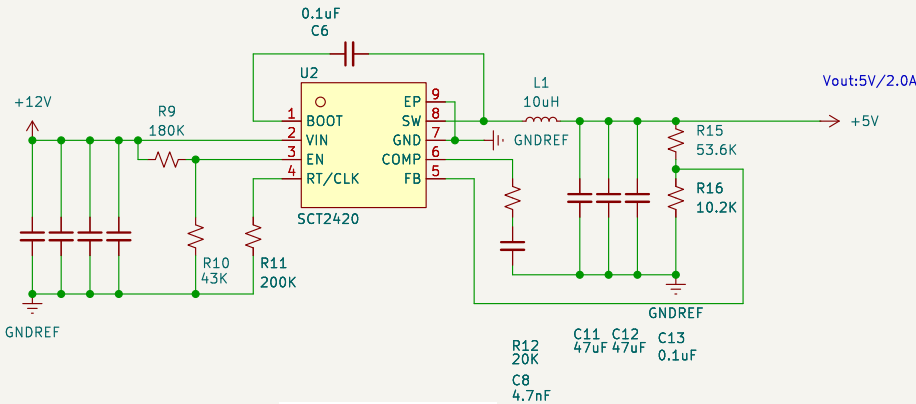 0.1uF
C6
U2
+12V
R9
180K
1
BOOT
2
VIN
3
EN
4
RT/CLK
EP
9
SW
8
GND
7
COMP
6
FB
5
SCT2420
L1
10uH
GNDREF
Vout:5V/2.0A
+5V
R15
53.6K
R16
10.2K
R10
43K
R11
200K
GNDREF
GNDREF
R12
20K
C8
4.7nF
C11
47uF
C12
47uF
C13
0.1uF